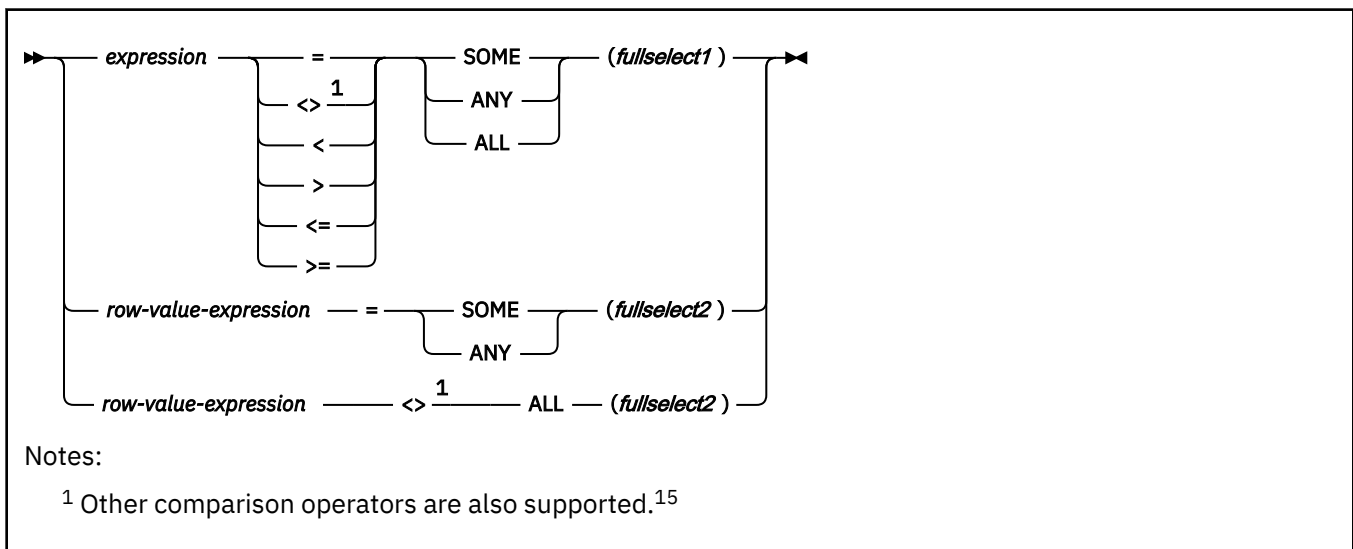 expression = SOME (fullselect1 )
<> 1 ANY
< ALL
>
<=
>=
row-value-expression = SOME (fullselect2 )
ANY
row-value-expression <> 1 ALL (fullselect2 )
Notes:
1 Other comparison operators are also supported.15